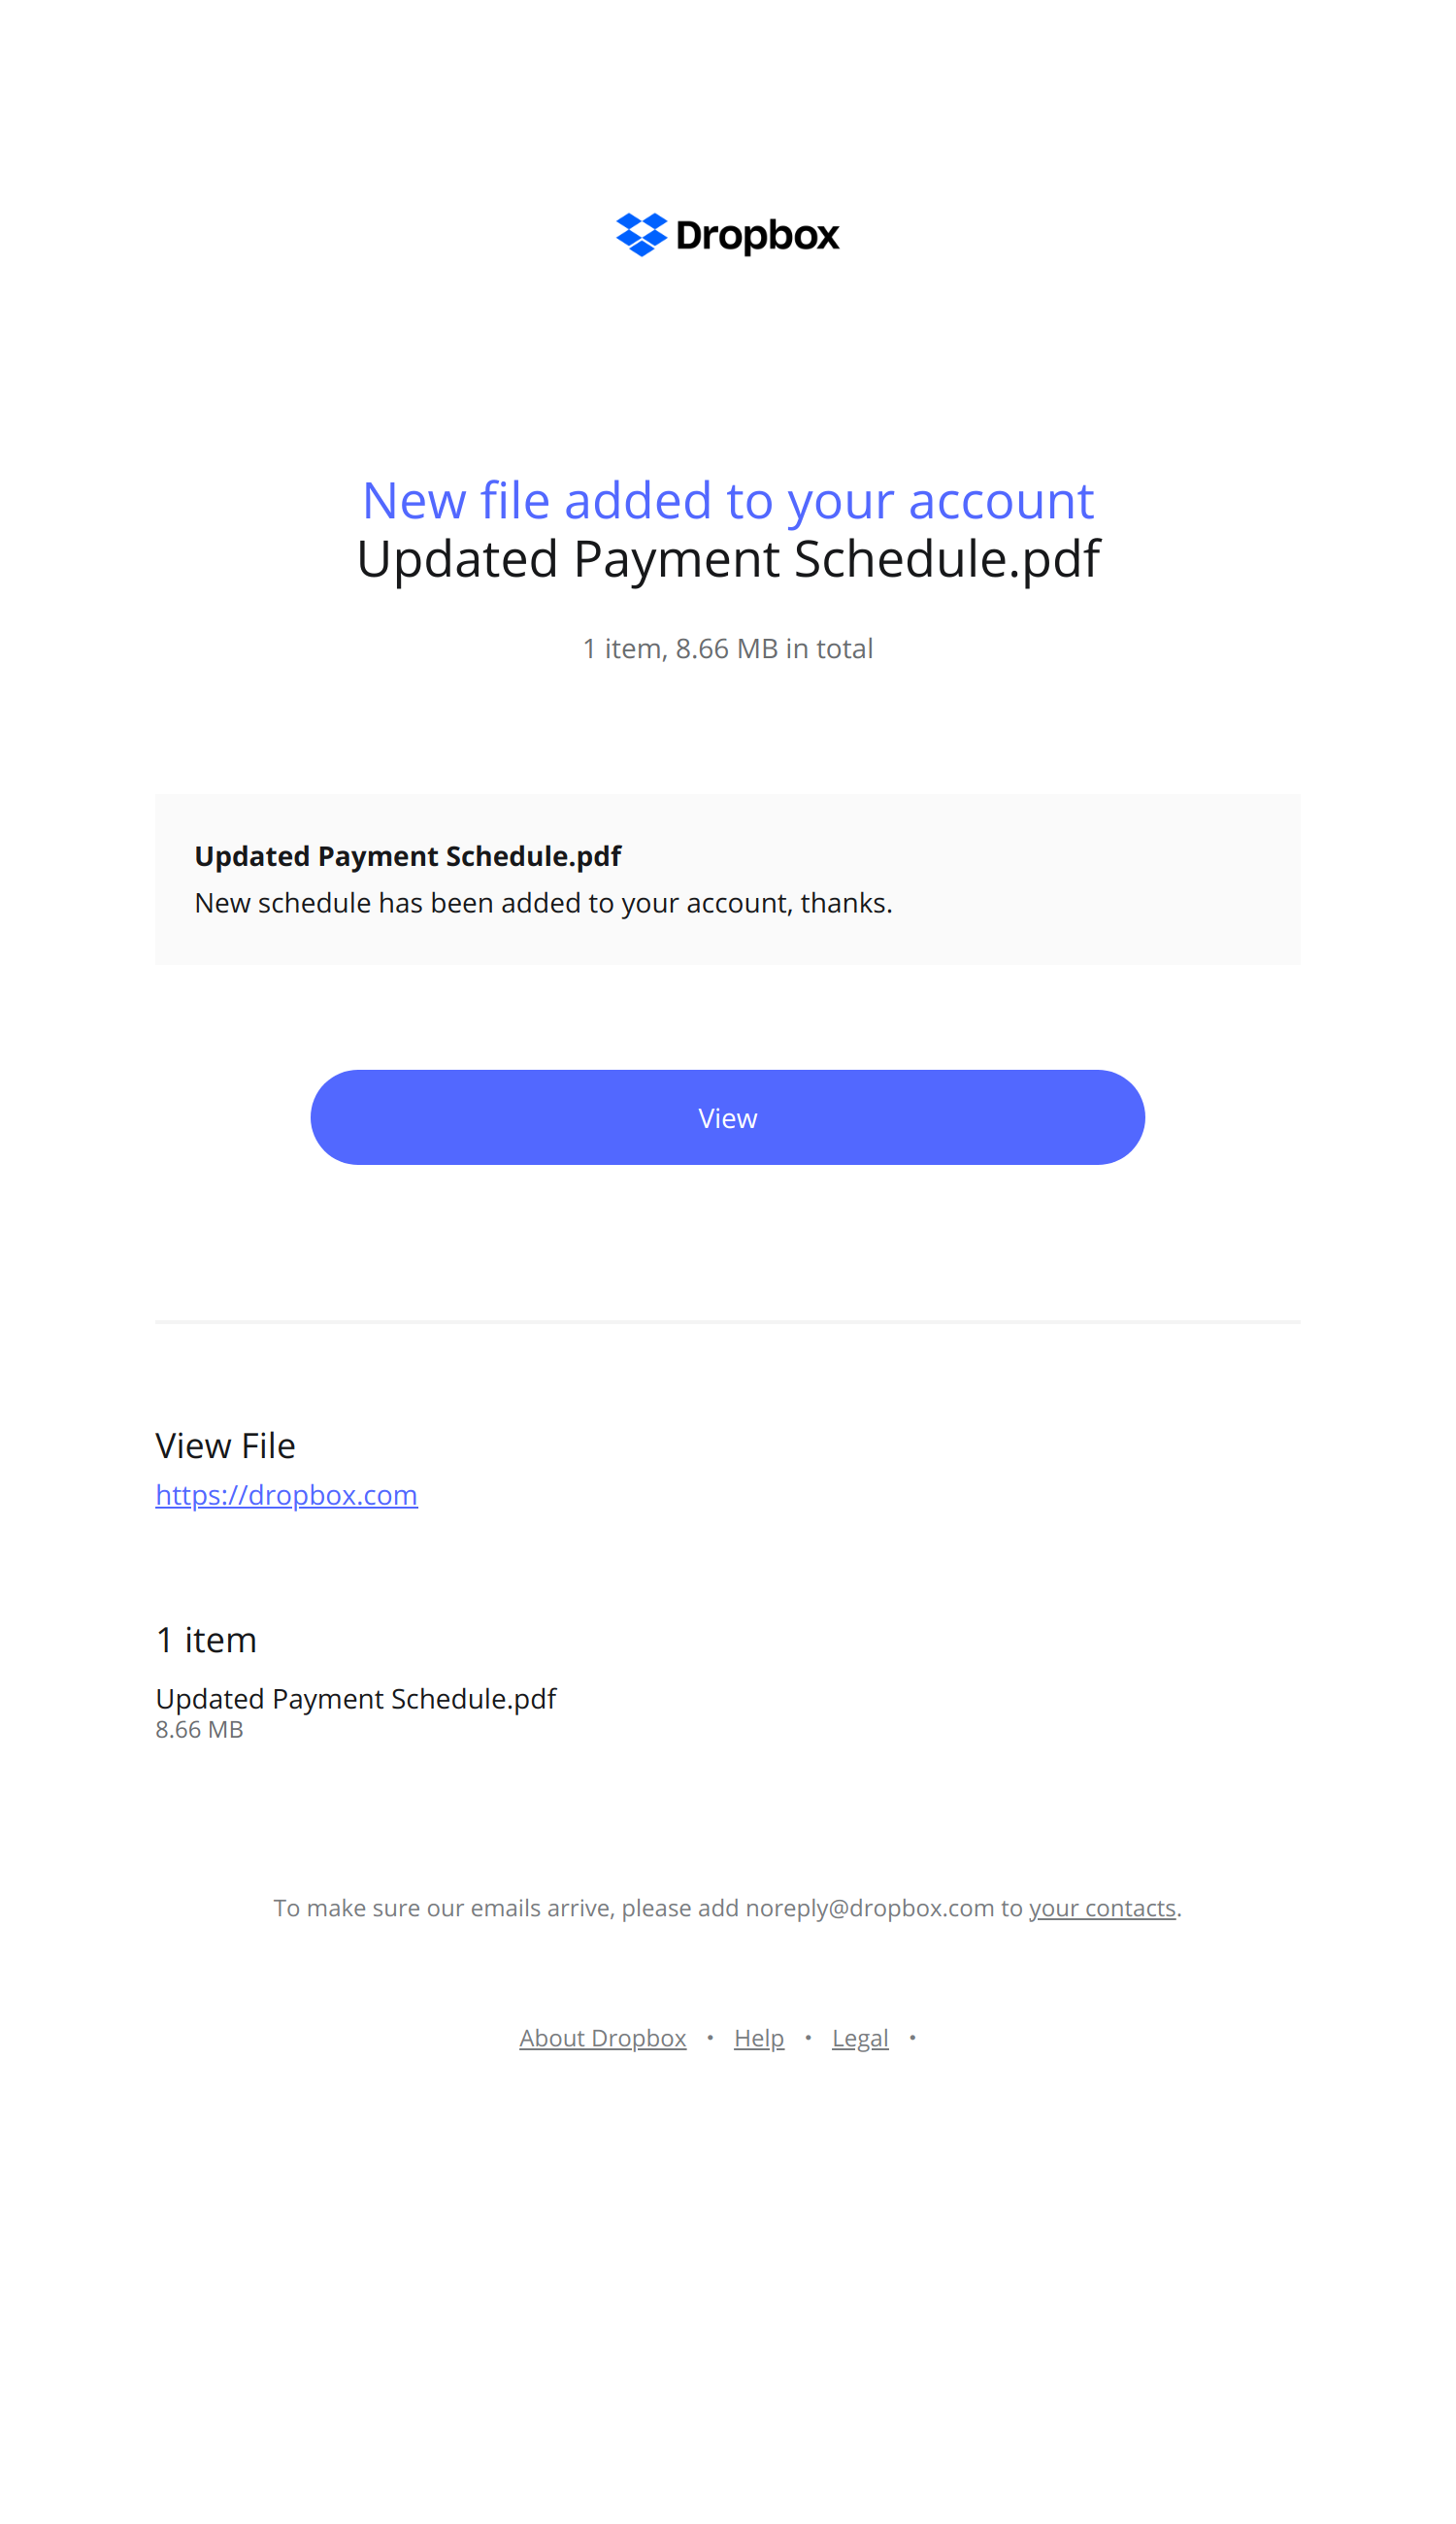 Dropbox
New file added to your account
Updated Payment Schedule.pdf
1 item, 8.66 MB in total
Updated Payment Schedule.pdf
New schedule has been added to your account, thanks.
View
View File
https://dropbox.com
1 item
Updated Payment Schedule.pdf
8.66 MB
To make sure our emails arrive, please add noreply@dropbox.com to your contacts.
About Dropbox • Help • Legal •